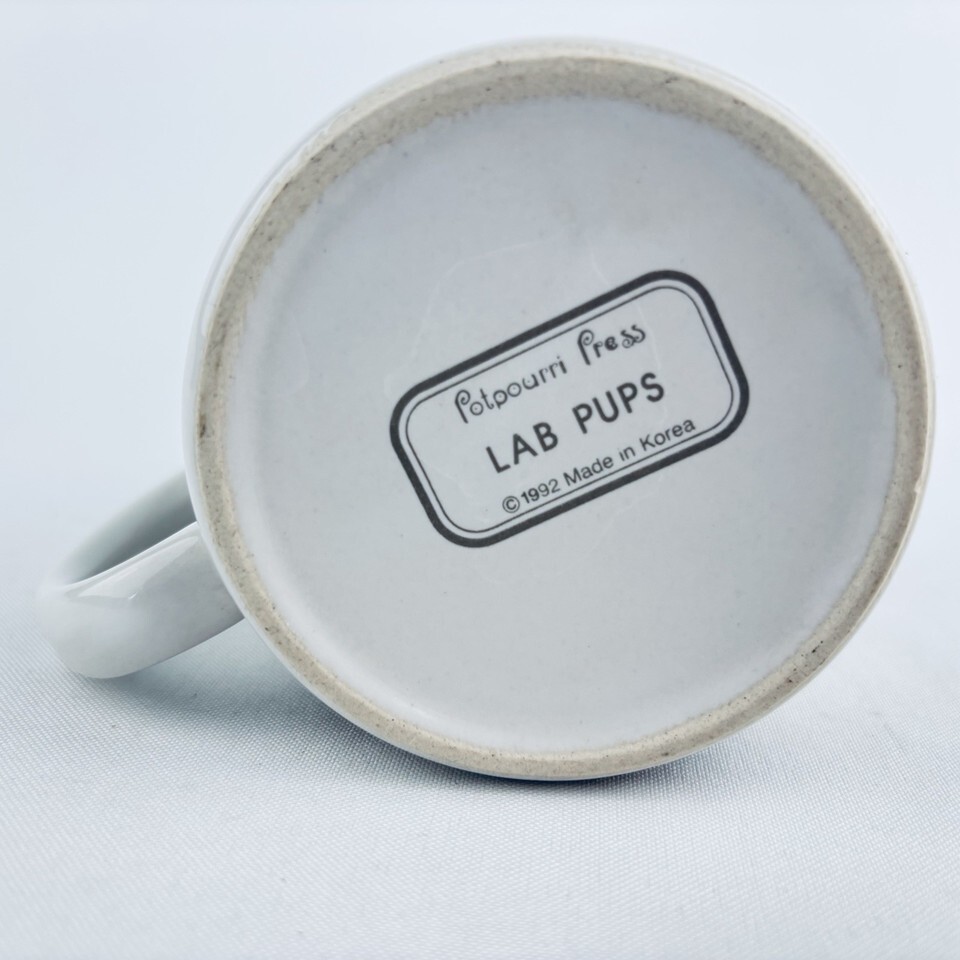 Potpourri Press
LAB PUPS
©1992 Made in Korea